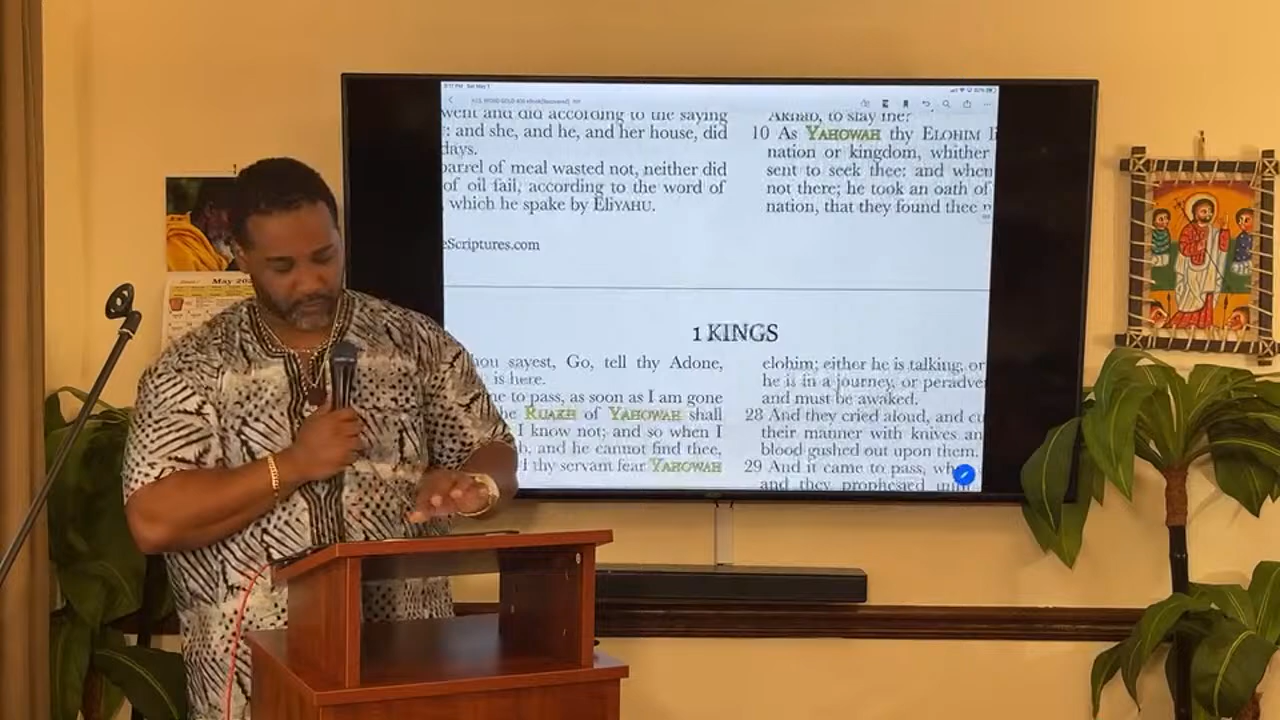 went and did according to the saying
: and she, and he, and her house, did
days.
barrel of meal wasted not, neither did
of oil fail, according to the word of
which he spake by EliYAHU.
eScriptures.com
to slay me?
10 As YAHOWAH thy ELOHIM
nation or kingdom, whither
sent to seek thee: and when
not there; he took an oath of
nation, that they found thee
1 KINGS
thou sayest, Go, tell thy Adone,
is here.
to pass, as soon as I am gone
RUAKH of YAHOWAH shall
I know not; and so when I
and he cannot find thee,
thy servant fear YAHOWAH
elohim; either he is talking, or
he is in a journey, or peradve
and must be awaked.
28 And they cried aloud, and cu
their manner with knives an
blood gushed out upon them.
29 And it came to pass, wh
and they prophesied
May 202